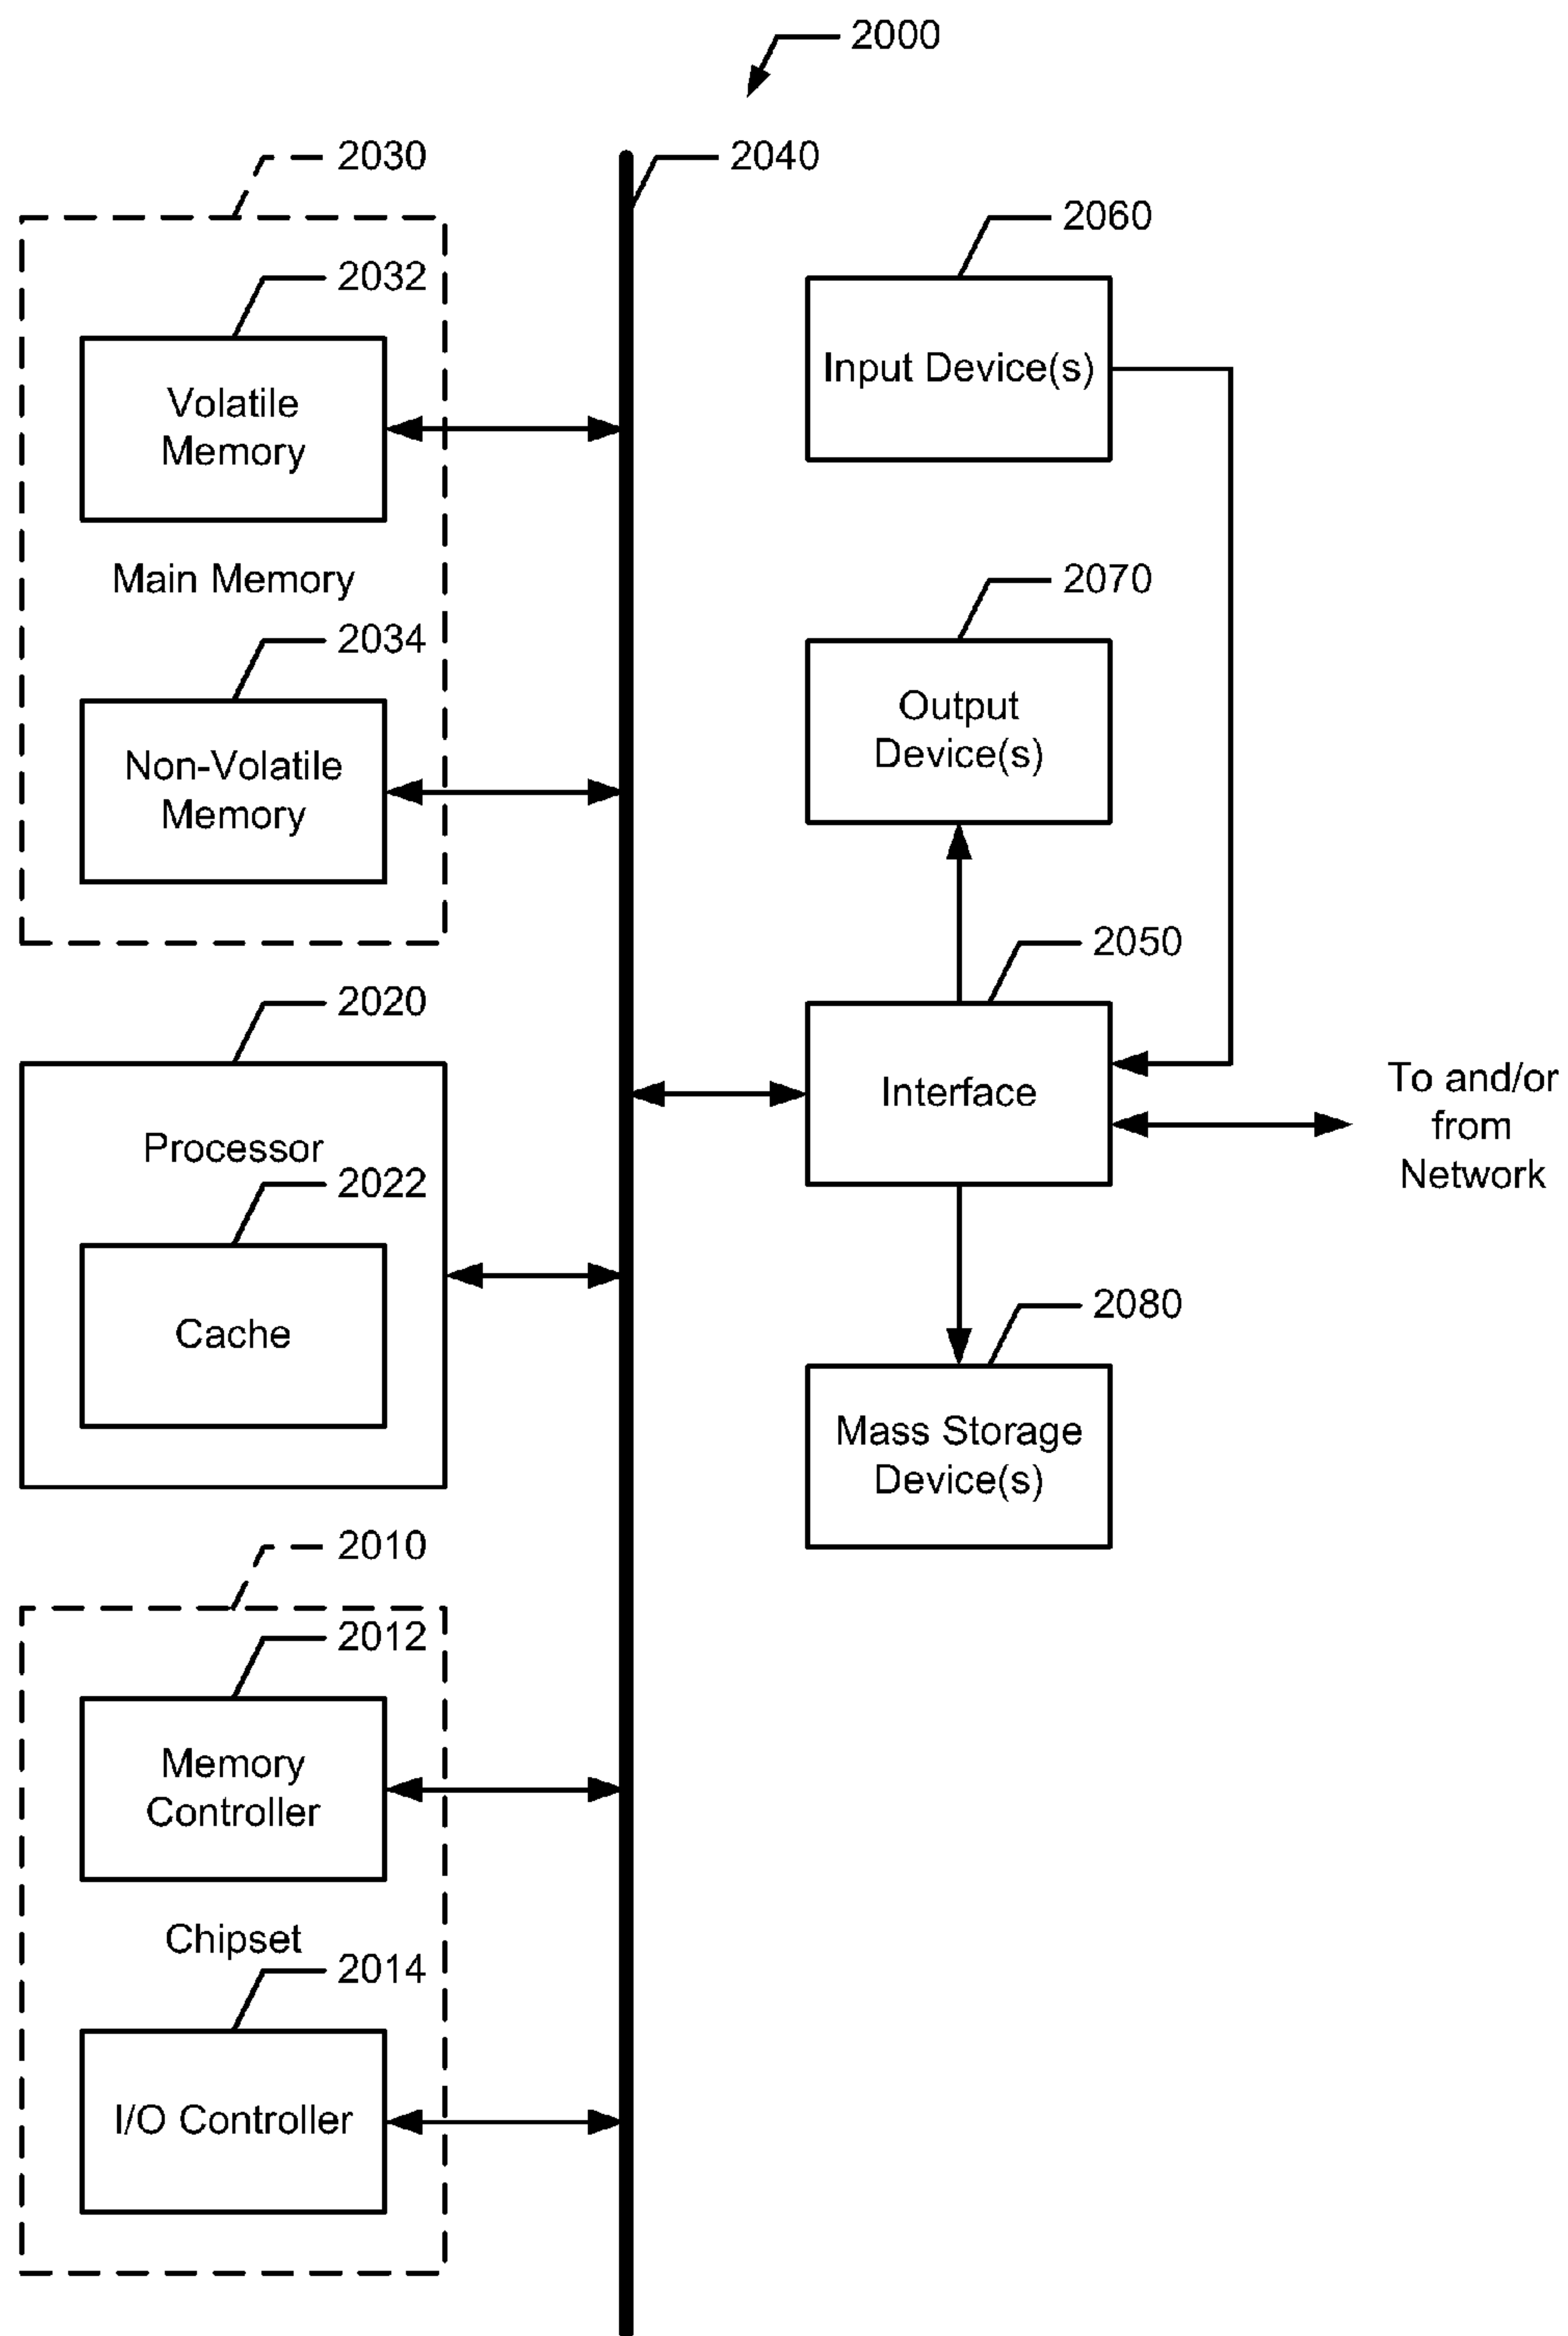 2000
2030
2040
2060
2032
Input Device(s)
Volatile
Memory
Main Memory
2070
2034
Output
Device(s)
Non-Volatile
Memory
2050
2020
Interface
To and/or
from
Network
Processor
2022
Cache
2080
Mass Storage
Device(s)
2010
2012
Memory
Controller
Chipset
2014
I/O Controller